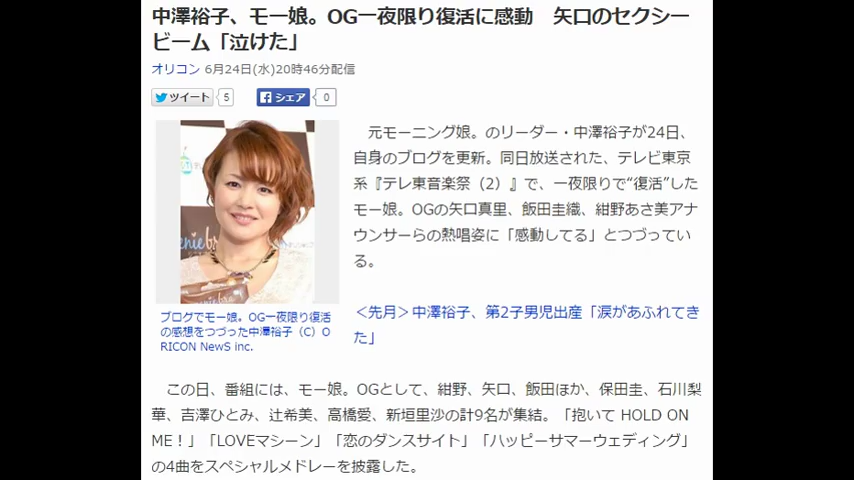 中澤裕子、モー娘。OG一夜限り復活に感動　矢口のセクシー
ビーム「泣けた」
オリコン 6月24日(水)20時46分配信
ツイート 5 シェア 0
元モーニング娘。のリーダー・中澤裕子が24日、
自身のブログを更新。同日放送された、テレビ東京
系『テレ東音楽祭（2）』で、一夜限りで“復活”した
モー娘。OGの矢口真里、飯田圭織、紺野あさ美アナ
ウンサーらの熱唱姿に「感動してる」とつづってい
る。
ブログでモー娘。OG一夜限り復活
の感想をつづった中澤裕子（C）O
RICON NewS inc.
＜先月＞中澤裕子、第2子男児出産「涙があふれてき
た」
この日、番組には、モー娘。OGとして、紺野、矢口、飯田ほか、保田圭、石川梨
華、吉澤ひとみ、辻希美、高橋愛、新垣里沙の計9名が集結。「抱いて HOLD ON
ME！」「LOVEマシーン」「恋のダンスサイト」「ハッピーサマーウェディング」
の4曲をスペシャルメドレーを披露した。